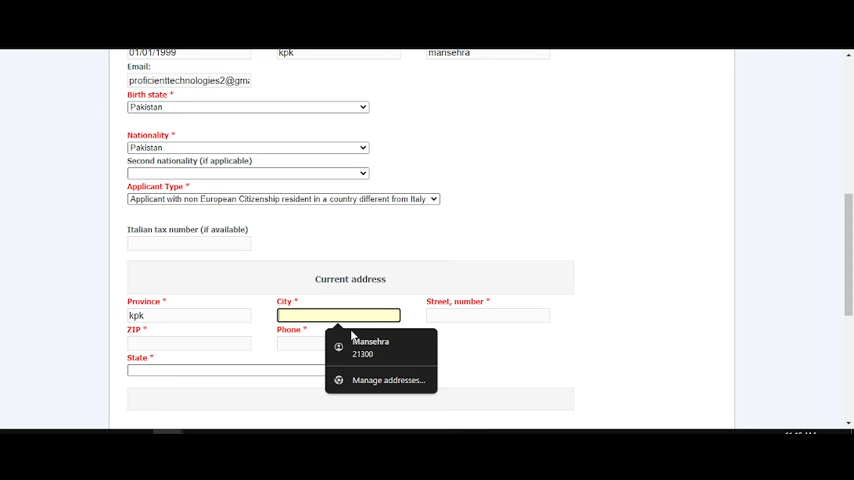 01/01/1999 kpk mansehra
Email:
proficienttechnologies2@gma
Birth state *
Pakistan
Nationality *
Pakistan
Second nationality (if applicable)
Applicant Type *
Applicant with non European Citizenship resident in a country different from Italy
Italian tax number (if available)
Current address
Province * City * Street, number *
kpk
ZIP * Phone *
Mansehra
21300
State *
Manage addresses...